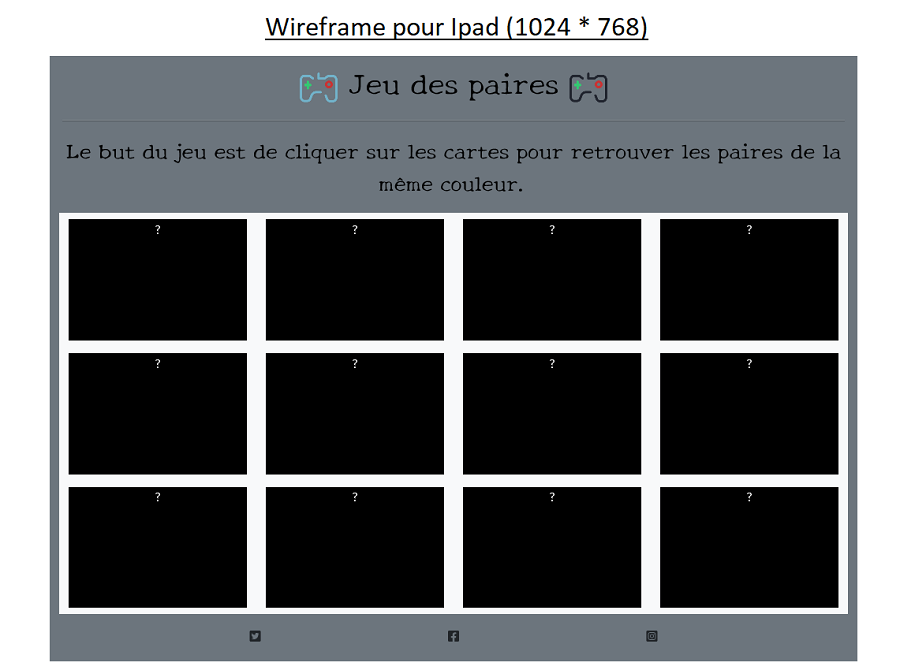 Wireframe pour Ipad (1024 * 768)
Jeu des paires
Le but du jeu est de cliquer sur les cartes pour retrouver les paires de la
même couleur.
? ? ? ?
? ? ? ?
? ? ? ?